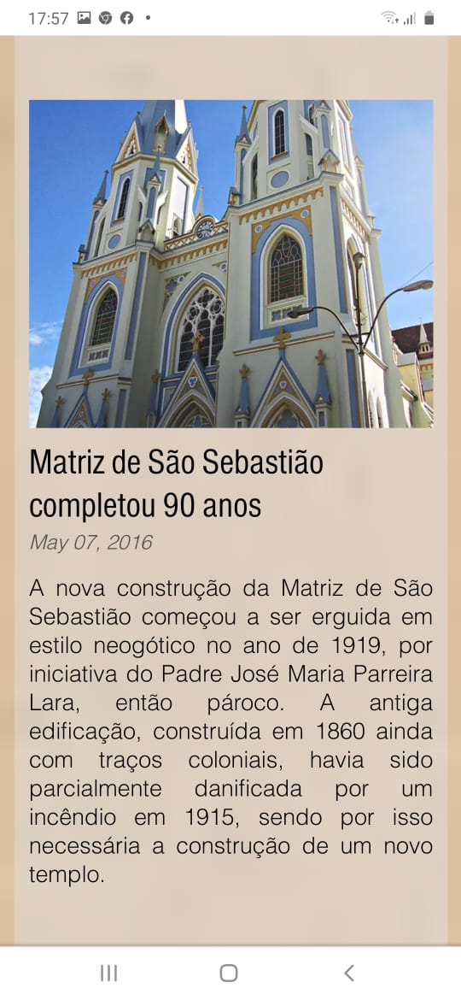 17:57
Matriz de São Sebastião
completou 90 anos
May 07, 2016
A nova construção da Matriz de São
Sebastião começou a ser erguida em
estilo neogótico no ano de 1919, por
iniciativa do Padre José Maria Parreira
Lara, então pároco. A antiga
edificação, construída em 1860 ainda
com traços coloniais, havia sido
parcialmente danificada por um
incêndio em 1915, sendo por isso
necessária a construção de um novo
templo.